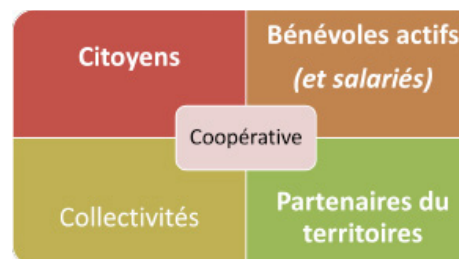 Citoyens
Bénévoles actifs
(et salariés)
Coopérative
Collectivités
Partenaires du
territoires